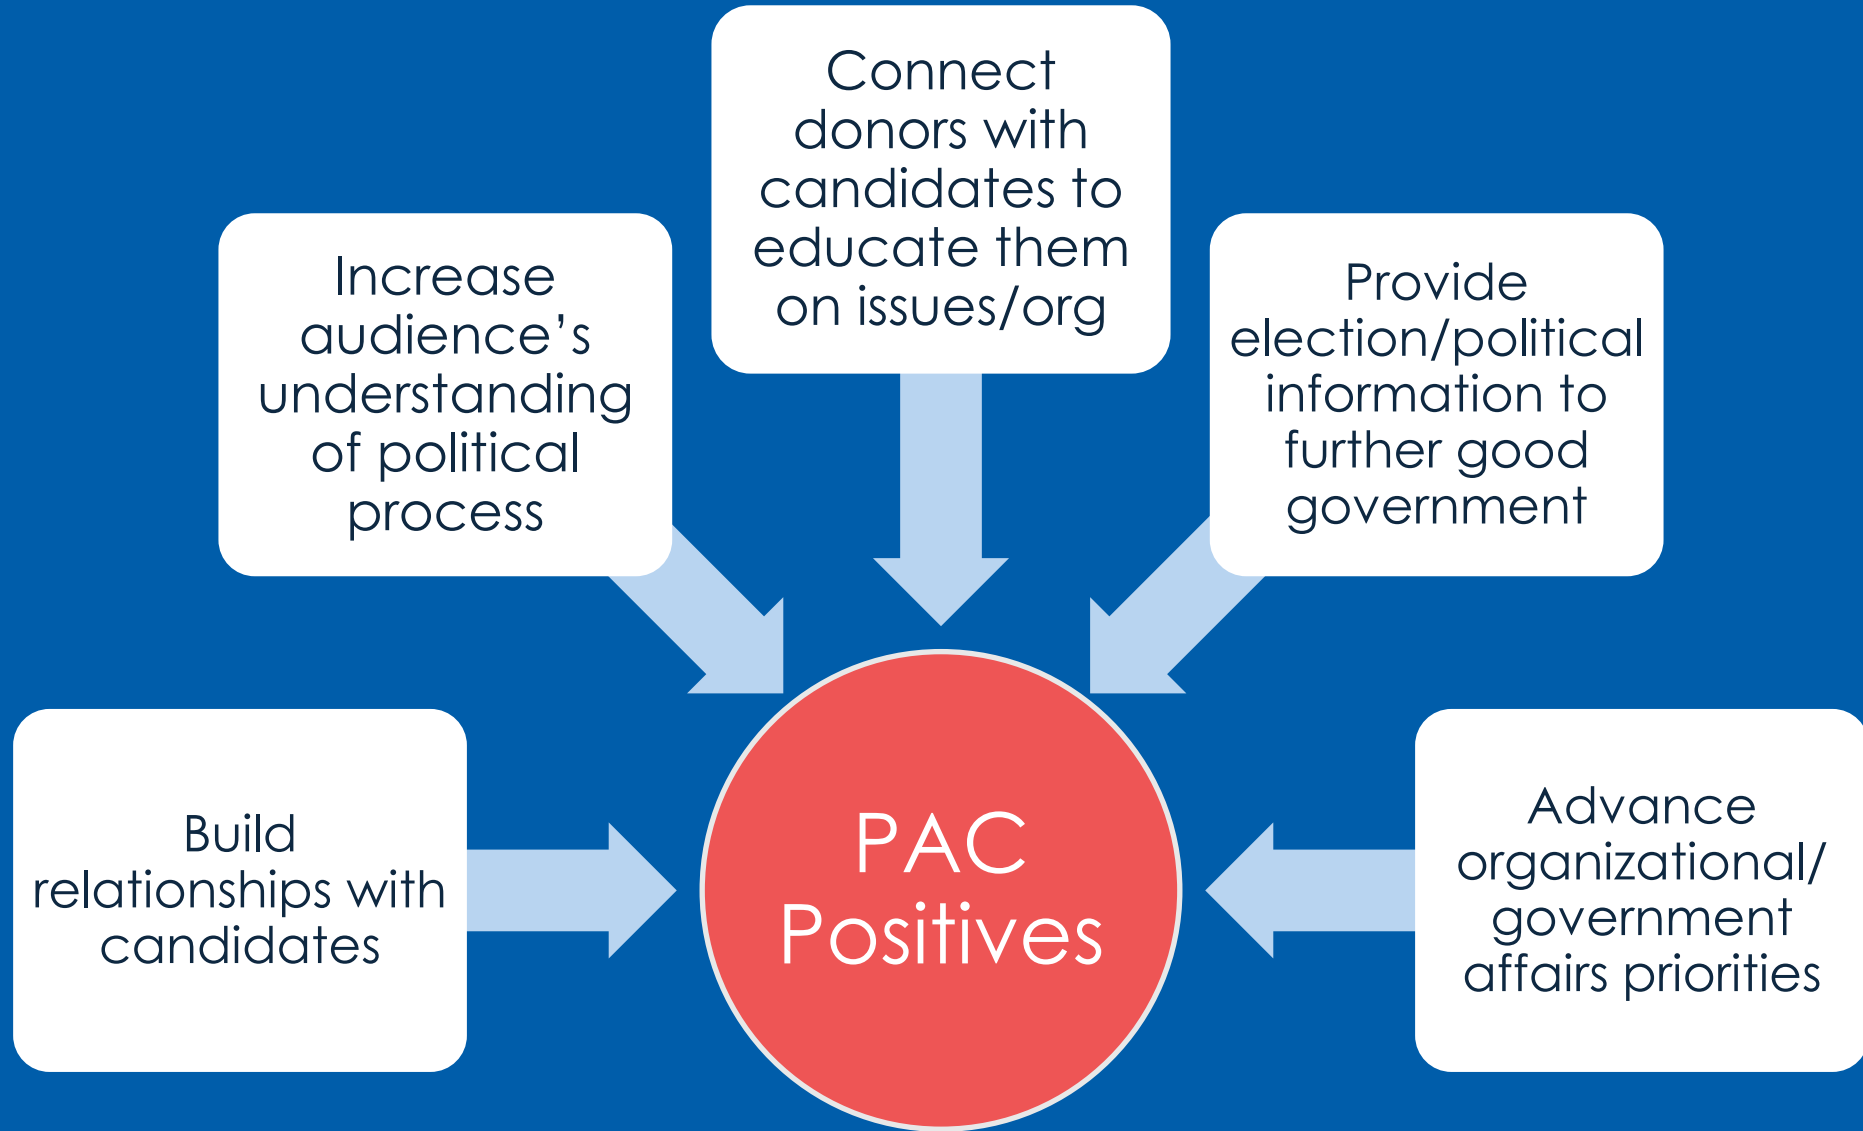 Connect
donors with
candidates to
educate them
on issues/org
Increase
audience’s
understanding
of political
process
Provide
election/political
information to
further good
government
Build
relationships with
candidates
PAC
Positives
Advance
organizational/
government
affairs priorities